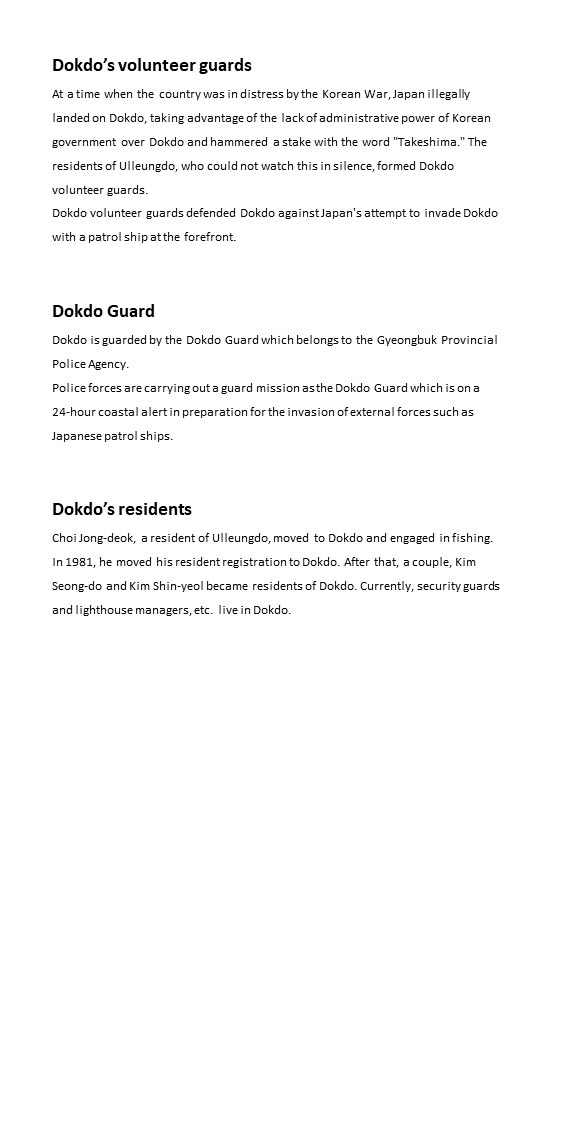 Dokdo’s volunteer guards
At a time when the country was in distress by the Korean War, Japan illegally
landed on Dokdo, taking advantage of the lack of administrative power of Korean
government over Dokdo and hammered a stake with the word "Takeshima." The
residents of Ulleungdo, who could not watch this in silence, formed Dokdo
volunteer guards.
Dokdo volunteer guards defended Dokdo against Japan's attempt to invade Dokdo
with a patrol ship at the forefront.
Dokdo Guard
Dokdo is guarded by the Dokdo Guard which belongs to the Gyeongbuk Provincial
Police Agency.
Police forces are carrying out a guard mission as the Dokdo Guard which is on a
24-hour coastal alert in preparation for the invasion of external forces such as
Japanese patrol ships.
Dokdo’s residents
Choi Jong-deok, a resident of Ulleungdo, moved to Dokdo and engaged in fishing.
In 1981, he moved his resident registration to Dokdo. After that, a couple, Kim
Seong-do and Kim Shin-yeol became residents of Dokdo. Currently, security guards
and lighthouse managers, etc. live in Dokdo.